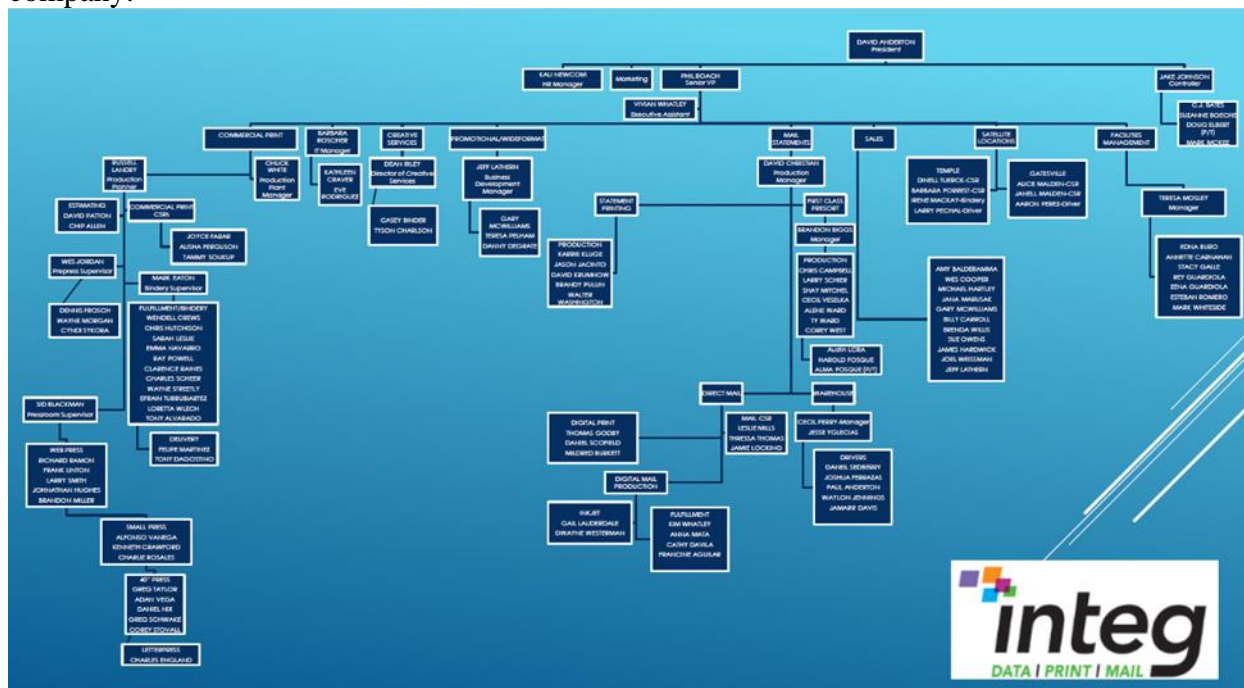 company.
DAVID ANDERTON
President
KALI NEWCOM
HR Manager
Marketing
PHIL ROACH
Senior VP
JAKE JOHNSON
Controller
VIVIAN WHATLEY
Executive Assistant
C.J. BATES
SUZANNE BOECHE
DOUG ELBERT
(P/T)
MARK MCKEE
COMMERCIAL PRINT
BARBARA
ROSCHER
IT Manager
CREATIVE
SERVICES
PROMOTIONAL/WIDEFORMAT
MAIL
STATEMENTS
SALES
SATELLITE
LOCATIONS
FACILITIES
MANAGEMENT
RUSSELL
LANDRY
Production
Planner
CHUCK
WHITE
Production
Plant
Manager
KATHLEEN
CRAVER
EVE
RODRIGUEZ
DEAN RILEY
Director of Creative
Services
CASEY BINDER
TYSON CHARLSON
JEFF LATHERN
Business
Development
Manager
GARY
MCWILLIAMS
TERESA PELHAM
DANNY DEGRATE
DAVID CHRISTIAN
Production
Manager
TEMPLE
BARBARA FORREST-CSR
IRENE MACKAY-Bindery
LARRY PECHAL-Driver
GATESVILLE
ALICE MALDEN-CSR
JANELL MALDEN-CSR
AARON PEREZ-Driver
TERESA MOSLEY
Manager
EDNA BURO
ANNETTE CARNAHAN
STACY GALLE
REY GUARDIOLA
ZENA GUARDIOLA
ESTEBAN ROMERO
MARK WHITESIDE
ESTIMATING
DAVID PATTON
CHIP ALLEN
COMMERCIAL PRINT
CSRs
JOYCE FABAR
ALISHA FERGUSON
TAMMY SOUKUP
WES JORDAN
Prepress Supervisor
DENNIS FROSCH
WAYNE MORGAN
CYNDI SYKORA
MARK EATON
Bindery Supervisor
FULFILLMENT/BINDERY
WENDELL CREWS
CHRIS HUTCHISON
SARAH LESLIE
EMMA NAVARRO
RAY POWELL
CLARENCE RAINES
CHARLES SCHEER
WAYNE STREETLY
EFRAIN TURRUBIARTEZ
LORETTA WLECH
TONY ALVARADO
DELIVERY
FELIPE MARTINEZ
TONY DAGOSTINO
SID BLACKMAN
Pressroom Supervisor
WEB PRESS
RICHARD RAMON
FRANK LINTON
LARRY SMITH
JOHNATHAN HUGHES
BRANDON MILLER
SMALL PRESS
ALFONSO VANEGA
KENNETH CRAWFORD
CHARLIE ROSALES
40" PRESS
GREG TAYLOR
ADAN VEGA
DANIEL NIX
GREG SCHWAKE
COREY STOVALL
LETTERPRESS
CHARLES ENGLAND
STATEMENT
PRINTING
PRODUCTION
KARRIE KLUGE
JASON JACINTO
DAVID KRUMNOW
BRANDY PULLIN
WALTER
WASHINGTON
FIRST CLASS
PRESORT
BRANDON BIGGS
Manager
PRODUCTION
CHRIS CAMPBELL
LARRY SCHEER
SHAY MITCHEL
CECIL VESELKA
ALENE WARD
TY WARD
COREY WEST
Austin LCRA
HAROLD FOSQUE
ALMA FOSQUE (P/T)
AMY BALDERAMMA
WES COOPER
MICHAEL HARTLEY
JANA MARUSAK
GARY MCWILLIAMS
BILLY CARROLL
BRENDA WILLIS
SUE OWENS
JAMES HARDWICK
JOEL WEISSMAN
JEFF LATHERN
DIRECT MAIL
DIGITAL PRINT
THOMAS GODBY
DANIEL SCOFIELD
MILDRED BURKETT
MAIL CSR
LESLIE MILLS
THRESSA THOMAS
JAMIE LOCKING
DIGITAL MAIL
PRODUCTION
INKJET
GAIL LAUDERDALE
DWAYNE WESTERMAN
FULFILLMENT
KIM WHATLEY
ANNA MATA
CATHY DAVILA
FRANCINE AGUILAR
WAREHOUSE
CECIL PERRY-Manager
JESSE YGLECIAS
DRIVERS
DANIEL SEDBERRY
JOSHUA FERRAZAS
PAUL ANDERTON
WAYLON JENNINGS
JAMARR DAVIS
integ
DATA | PRINT | MAIL